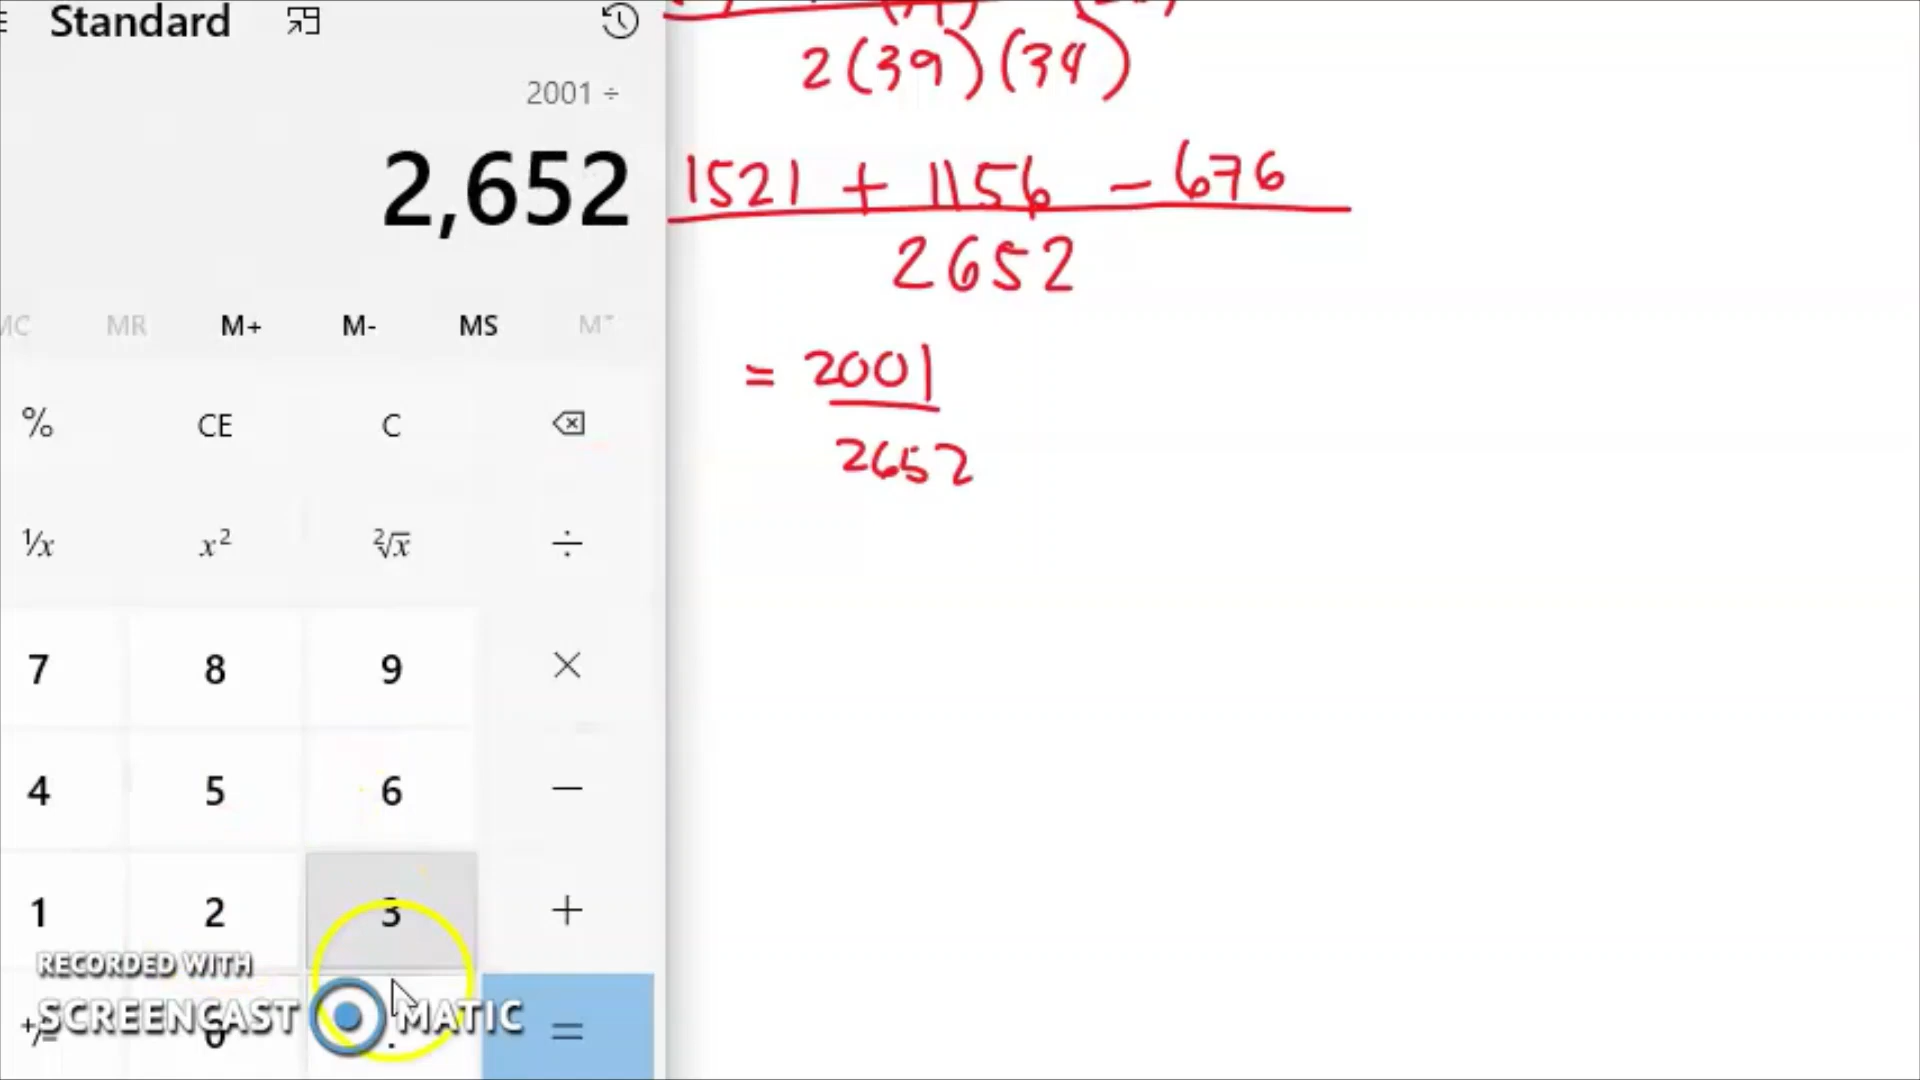 Standard
2001 ÷
2,652
MC MR M+ M- MS M
% CE C
¹/x x² ²√x ÷
7 8 9 ×
4 5 6 −
1 2 3 +
+/= 0 . =
RECORDED WITH
SCREENCAST MATIC
2(39)(34)
1521 + 1156 - 676
2652
= 2001
2652